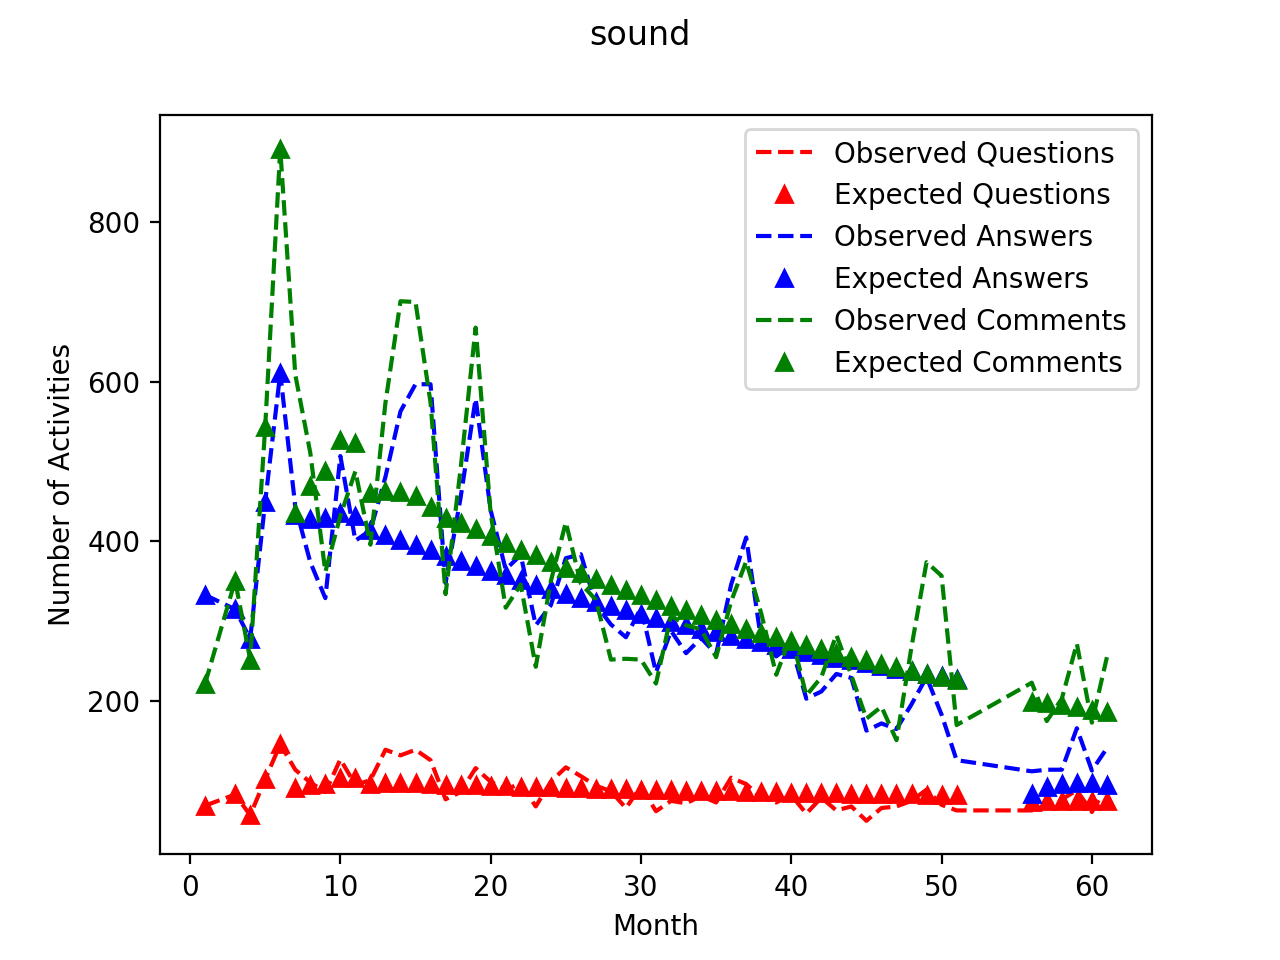 sound
Number of Activities
800
600
400
200
Observed Questions
Expected Questions
Observed Answers
Expected Answers
Observed Comments
Expected Comments
0 10 20 30 40 50 60
Month